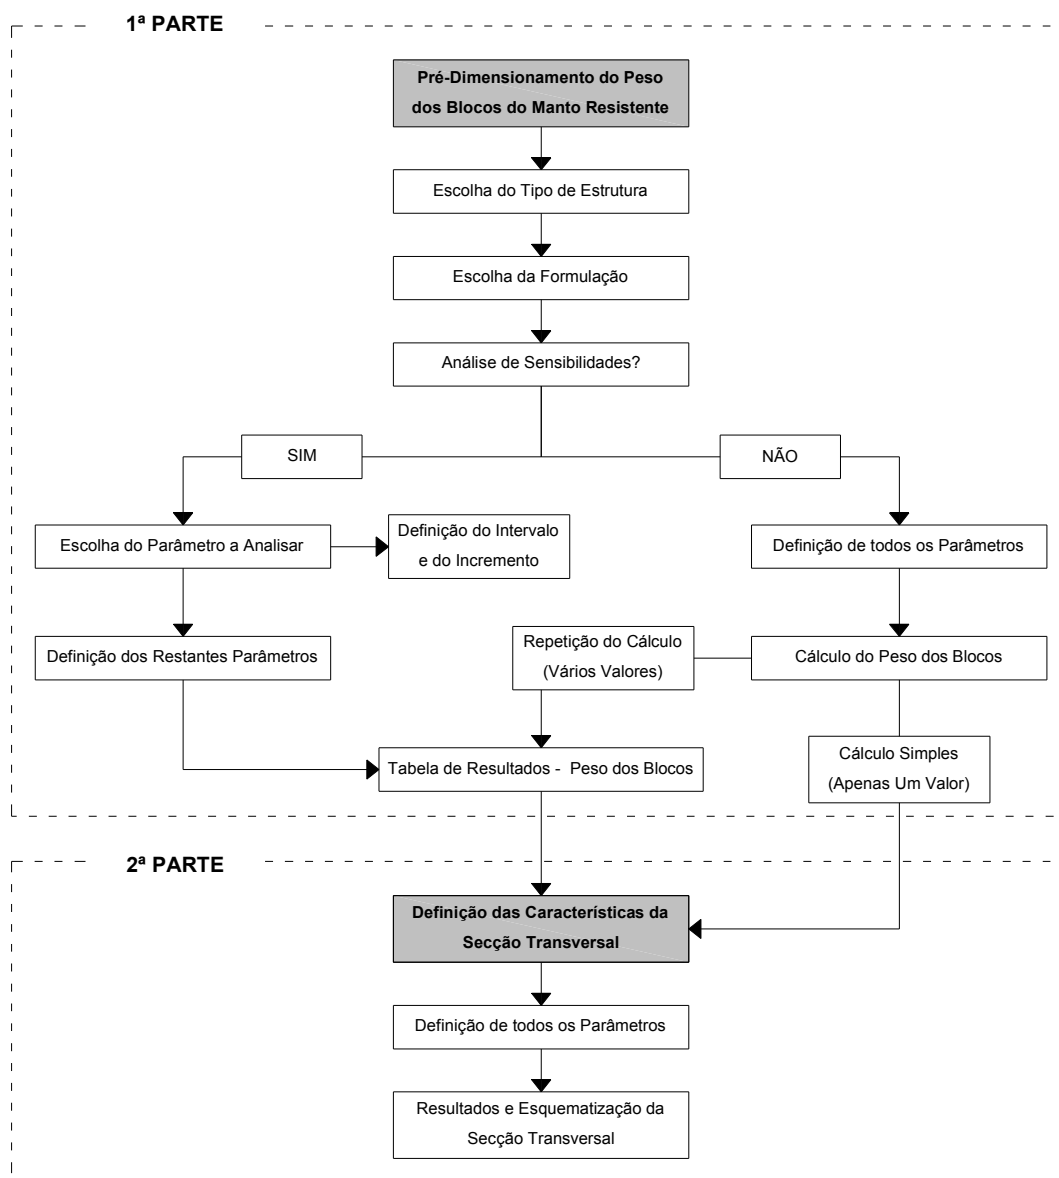 1ª PARTE
Pré-Dimensionamento do Peso
dos Blocos do Manto Resistente
Escolha do Tipo de Estrutura
Escolha da Formulação
Análise de Sensibilidades?
SIM
NÃO
Escolha do Parâmetro a Analisar
Definição do Intervalo
e do Incremento
Definição de todos os Parâmetros
Definição dos Restantes Parâmetros
Repetição do Cálculo
(Vários Valores)
Cálculo do Peso dos Blocos
Tabela de Resultados - Peso dos Blocos
Cálculo Simples
(Apenas Um Valor)
2ª PARTE
Definição das Características da
Secção Transversal
Definição de todos os Parâmetros
Resultados e Esquematização da
Secção Transversal